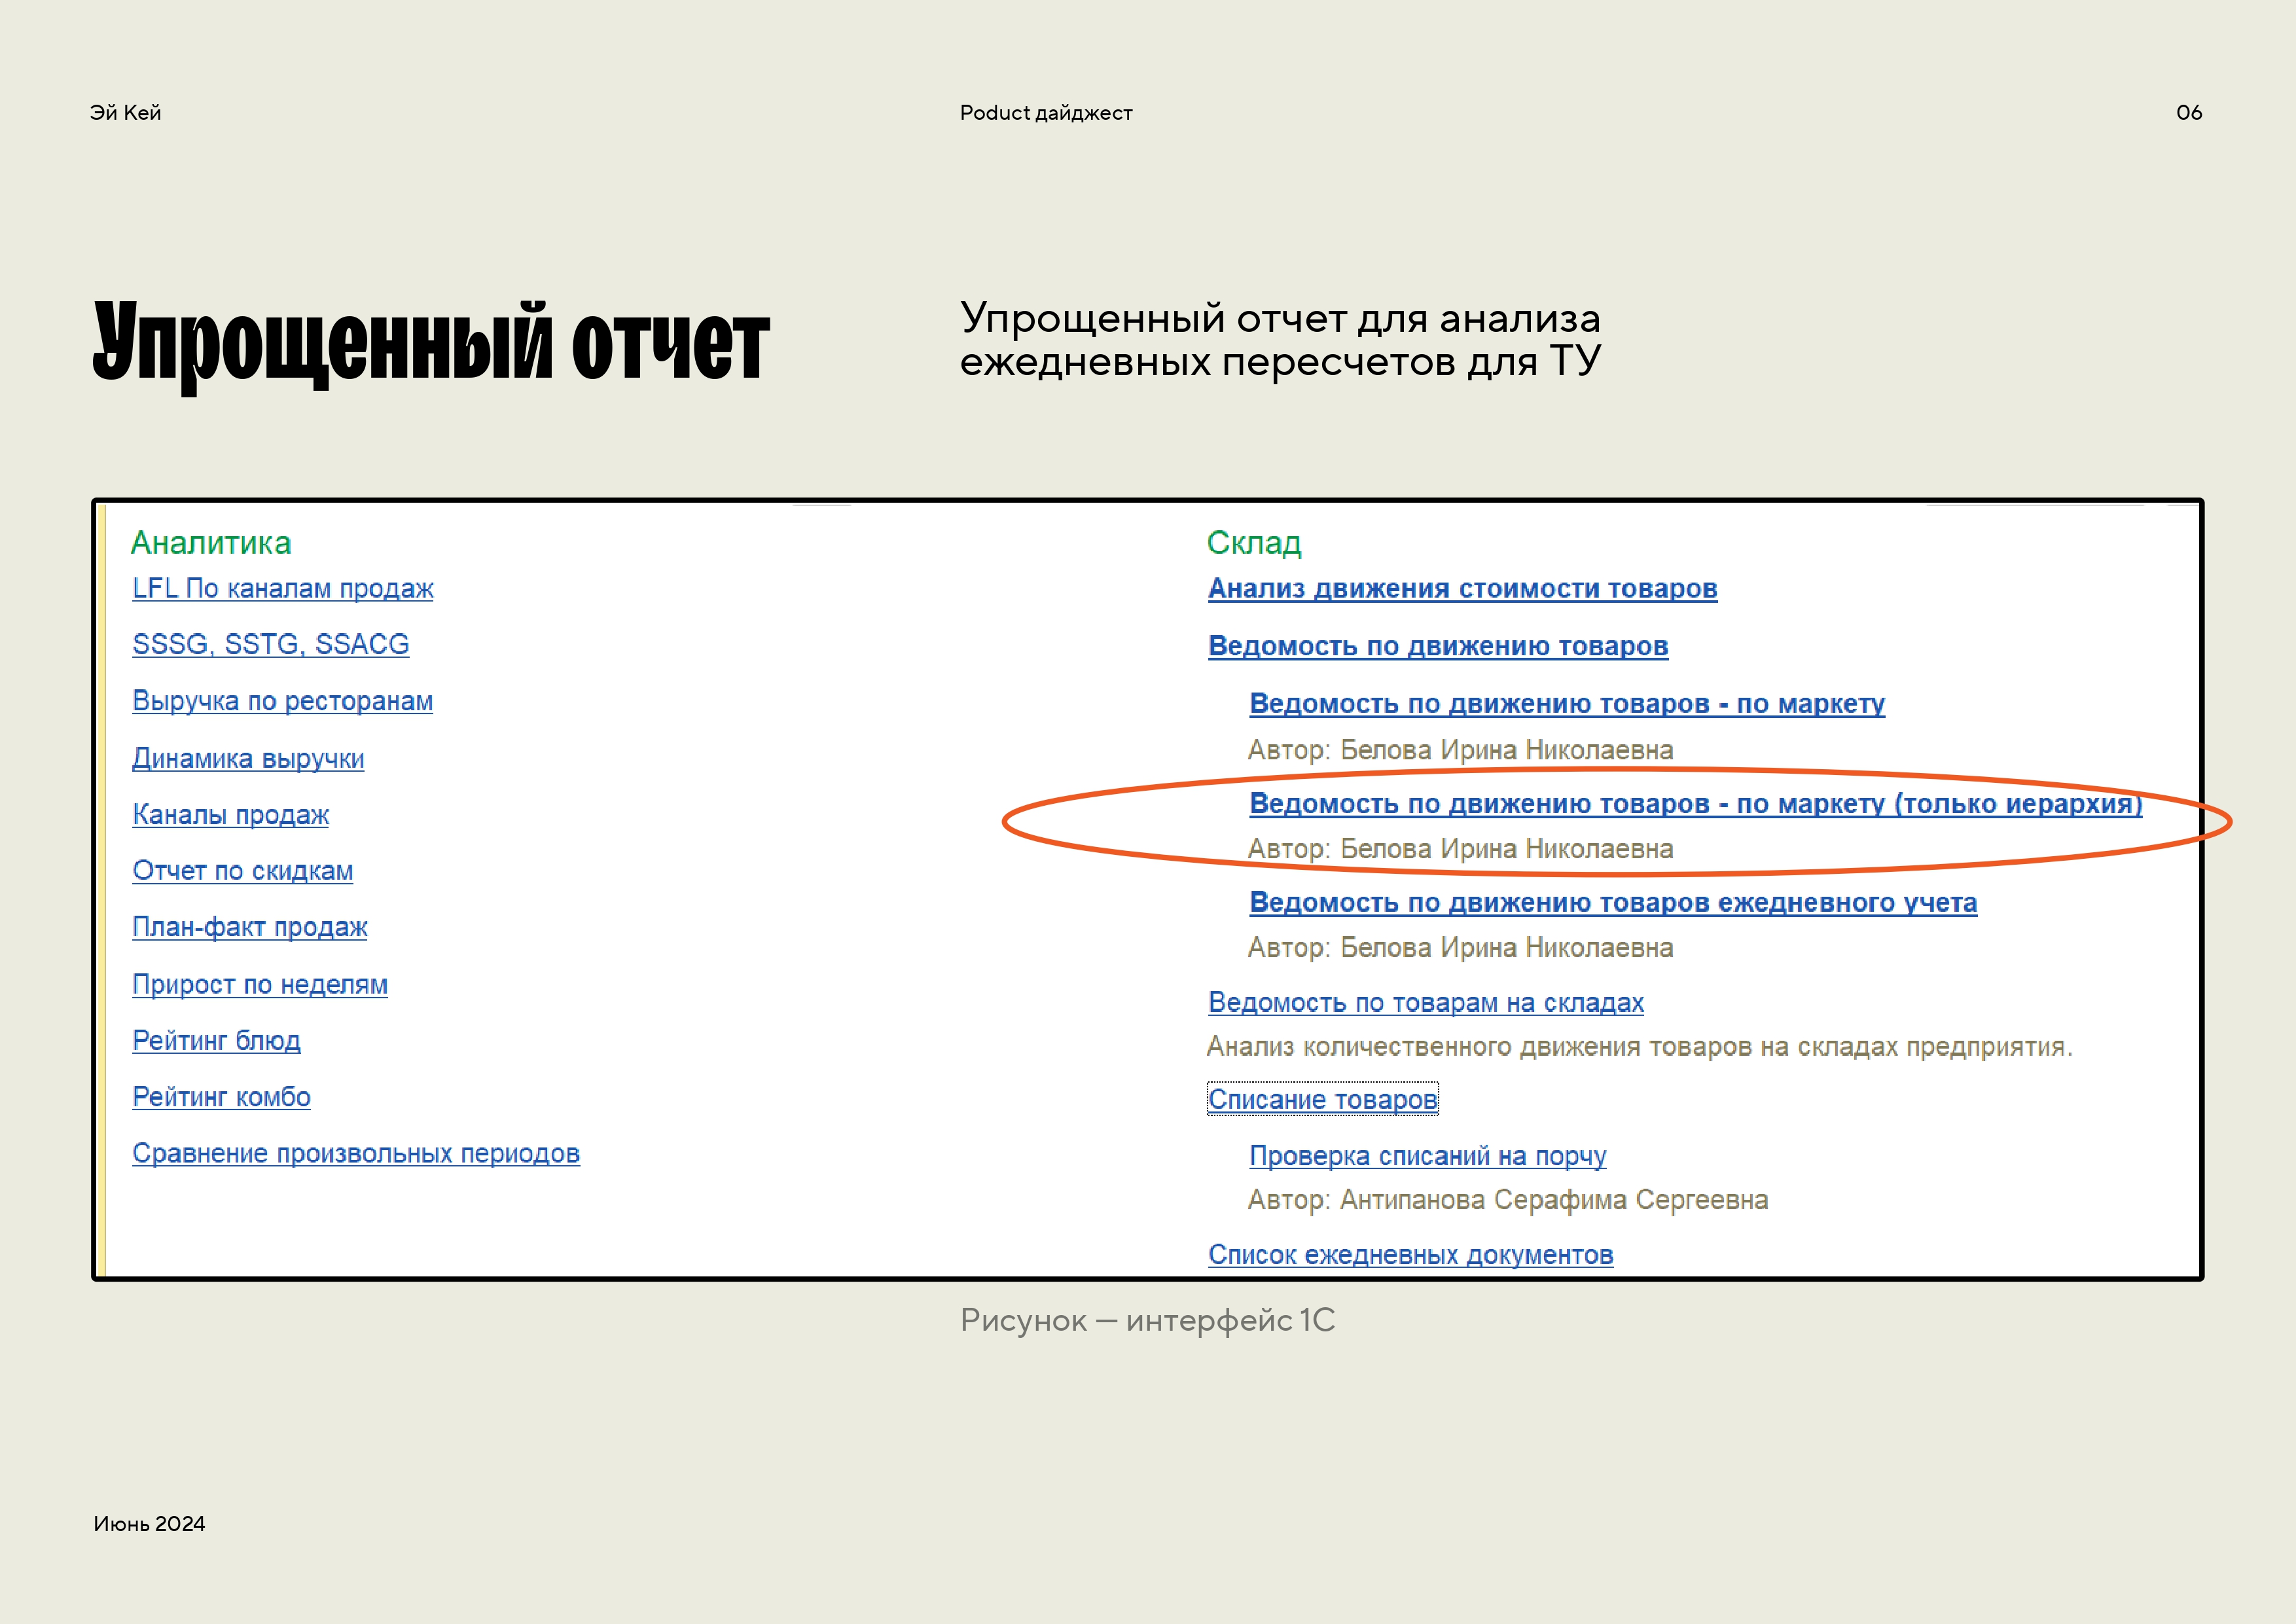 Эй Кей
Poduct дайджест
06
Упрощенный отчет
Упрощенный отчет для анализа
ежедневных пересчетов для ТУ
Аналитика
LFL По каналам продаж
SSSG, SSTG, SSACG
Выручка по ресторанам
Динамика выручки
Каналы продаж
Отчет по скидкам
План-факт продаж
Прирост по неделям
Рейтинг блюд
Рейтинг комбо
Сравнение произвольных периодов
Склад
Анализ движения стоимости товаров
Ведомость по движению товаров
Ведомость по движению товаров - по маркету
Автор: Белова Ирина Николаевна
Ведомость по движению товаров - по маркету (только иерархия)
Автор: Белова Ирина Николаевна
Ведомость по движению товаров ежедневного учета
Автор: Белова Ирина Николаевна
Ведомость по товарам на складах
Анализ количественного движения товаров на складах предприятия.
Списание товаров
Проверка списаний на порчу
Автор: Антипанова Серафима Сергеевна
Список ежедневных документов
Рисунок — интерфейс 1С
Июнь 2024